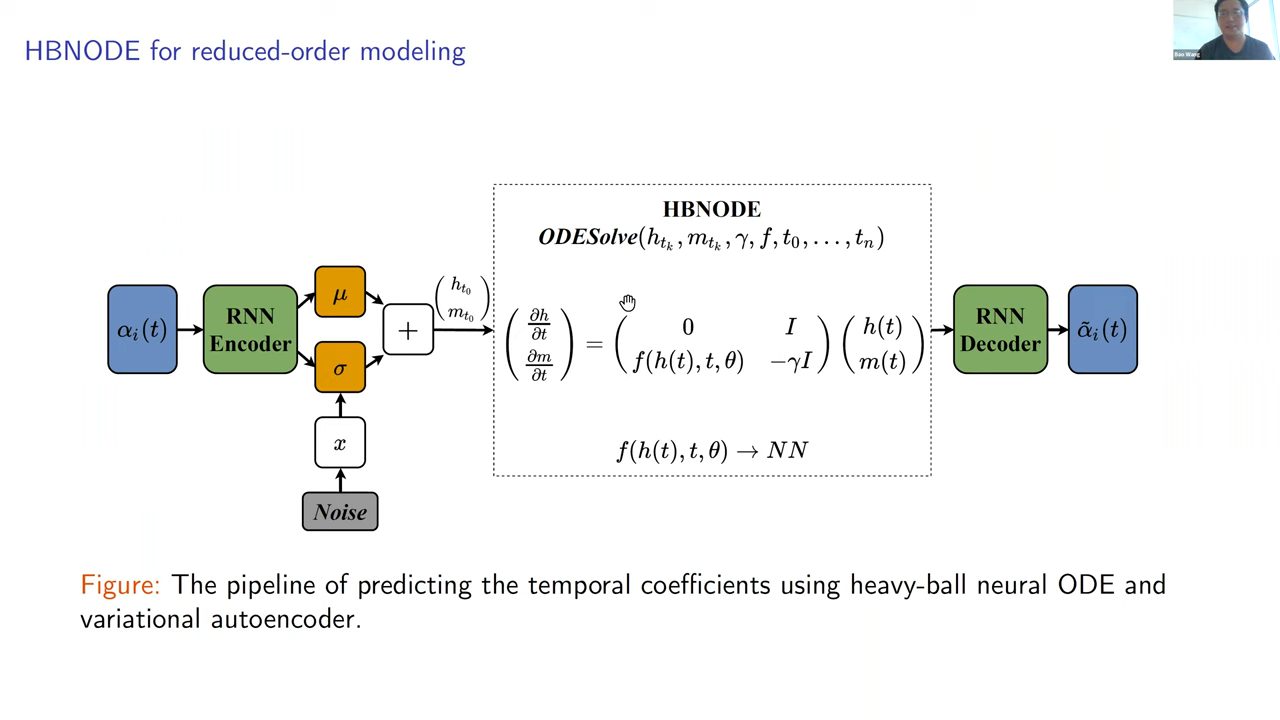 HBNODE for reduced-order modeling
Bao Wang
HBNODE
ODESolve(h_{t_k}, m_{t_k}, γ, f, t_0, ..., t_n)
α_i(t)
RNN
Encoder
μ
σ
x
Noise
+
(h_{t_0}
m_{t_0})
(∂h/∂t
∂m/∂t) = (0 I
f(h(t), t, θ) −γI) (h(t)
m(t))
f(h(t), t, θ) → NN
RNN
Decoder
α̃_i(t)
Figure: The pipeline of predicting the temporal coefficients using heavy-ball neural ODE and
variational autoencoder.